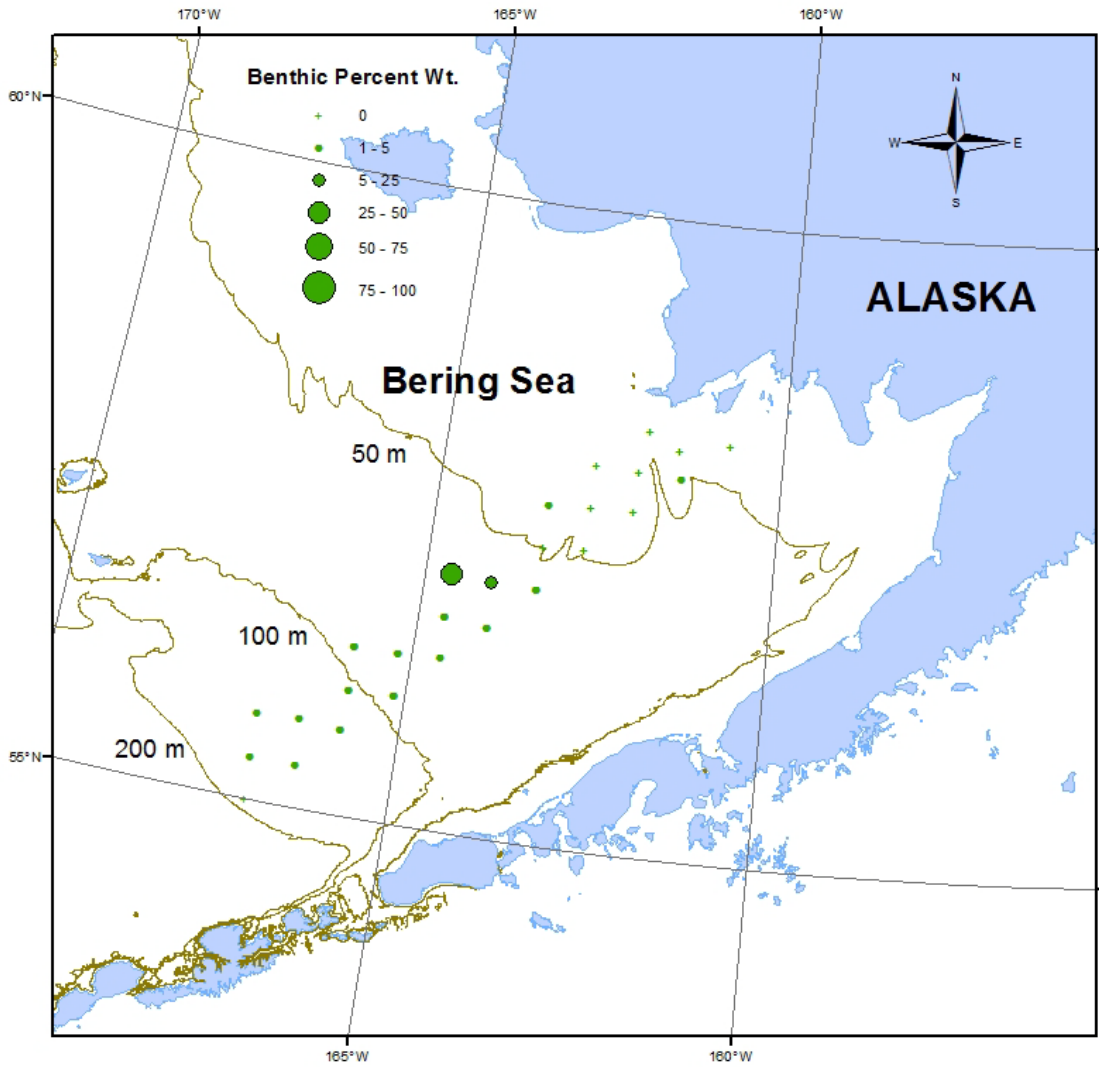 170°W 165°W 160°W
Benthic Percent Wt.
0
1 - 5
5 - 25
25 - 50
50 - 75
75 - 100
N
W E
S
60°N
ALASKA
Bering Sea
50 m
100 m
200 m
55°N
165°W 160°W